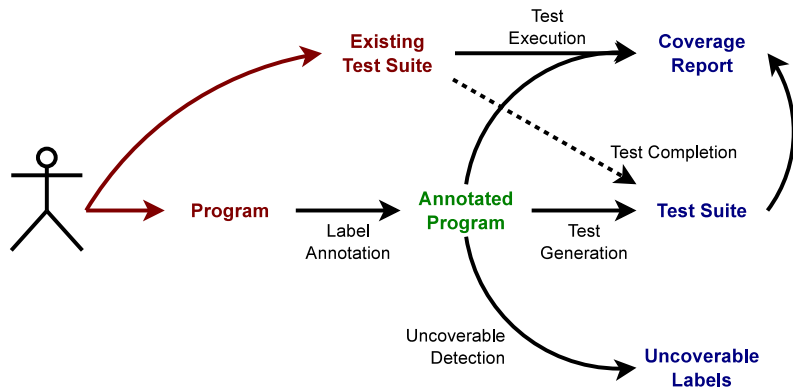 Test
Execution
Existing
Test Suite
Coverage
Report
Test Completion
Program
Label
Annotation
Annotated
Program
Test
Generation
Test Suite
Uncoverable
Detection
Uncoverable
Labels